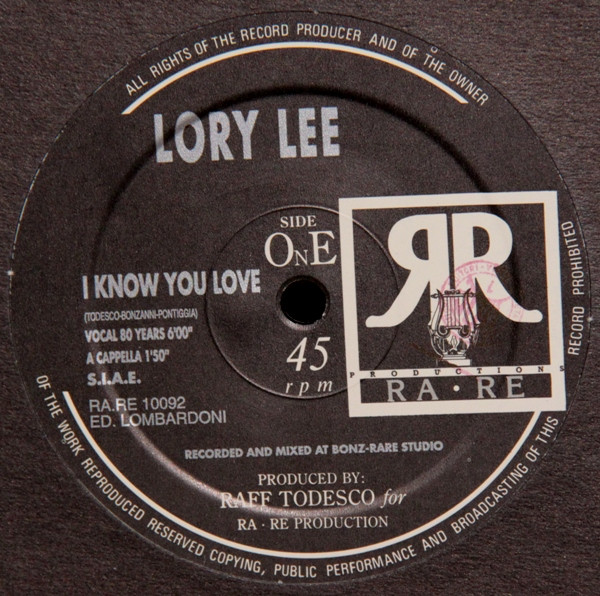 ALL RIGHTS OF THE RECORD PRODUCER AND OF THE OWNER
LORY LEE
SIDE
ONE
I KNOW YOU LOVE
(TODESCO-BONZANNI-PONTIGGIA)
VOCAL 80 YEARS 6'00"
A CAPPELLA 1'50"
S.I.A.E.
RA.RE 10092
ED. LOMBARDONI
45
rpm
RR
PRODUCTIONS
RA·RE
RECORDED AND MIXED AT BONZ-RARE STUDIO
PRODUCED BY:
RAFF TODESCO for
RA·RE PRODUCTION
OF THE WORK REPRODUCED RESERVED COPYING, PUBLIC PERFORMANCE AND BROADCASTING OF THIS
RECORD PROHIBITED